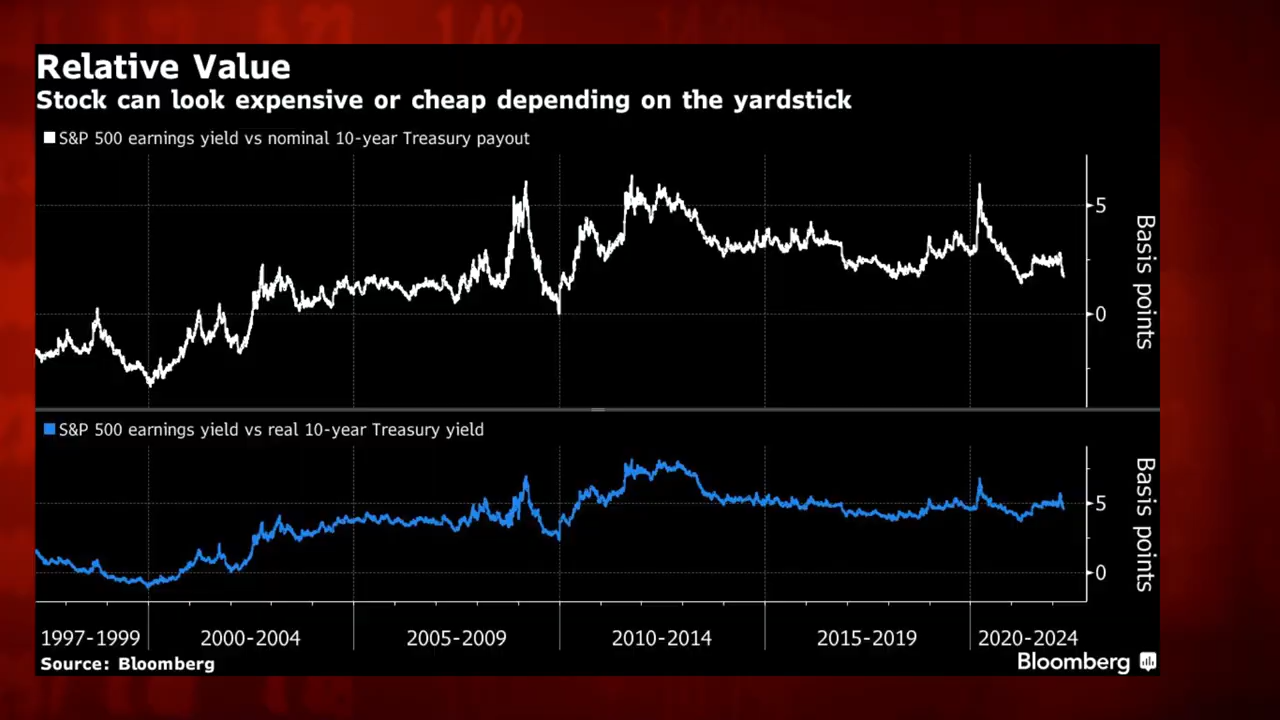 1.42
Relative Value
Stock can look expensive or cheap depending on the yardstick
S&P 500 earnings yield vs nominal 10-year Treasury payout
5
0
Basis points
S&P 500 earnings yield vs real 10-year Treasury yield
5
0
Basis points
1997-1999 2000-2004 2005-2009 2010-2014 2015-2019 2020-2024
Source: Bloomberg
Bloomberg